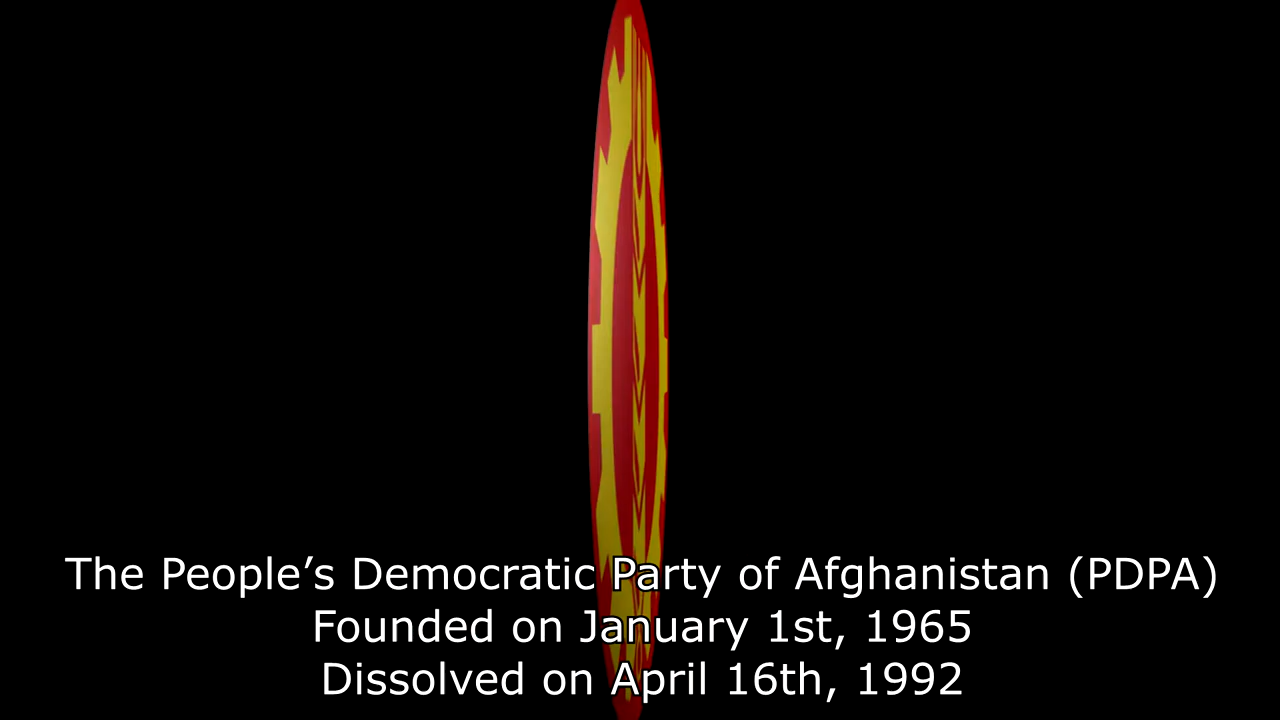 The People’s Democratic Party of Afghanistan (PDPA)
Founded on January 1st, 1965
Dissolved on April 16th, 1992